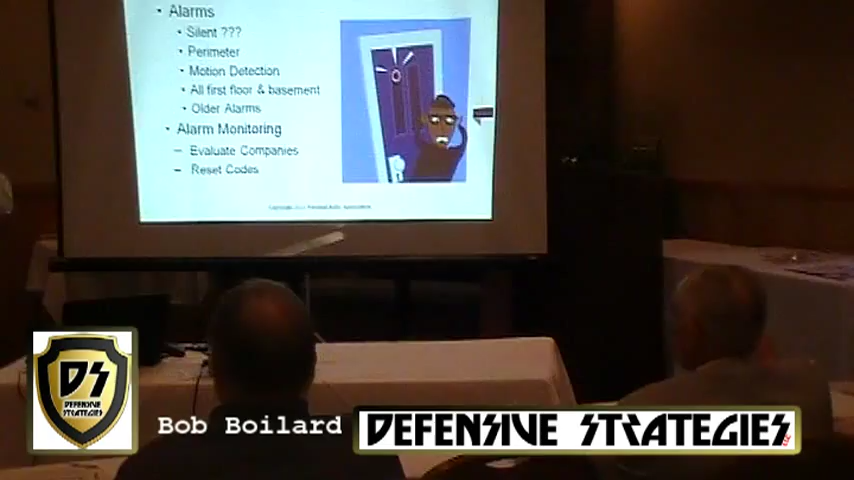 • Alarms
• Silent ???
• Perimeter
• Motion Detection
• All first floor & basement
• Older Alarms
• Alarm Monitoring
– Evaluate Companies
– Reset Codes
DS
DEFENSIVE
STRATEGIES
Bob Boilard
DEFENSIVE STRATEGIES